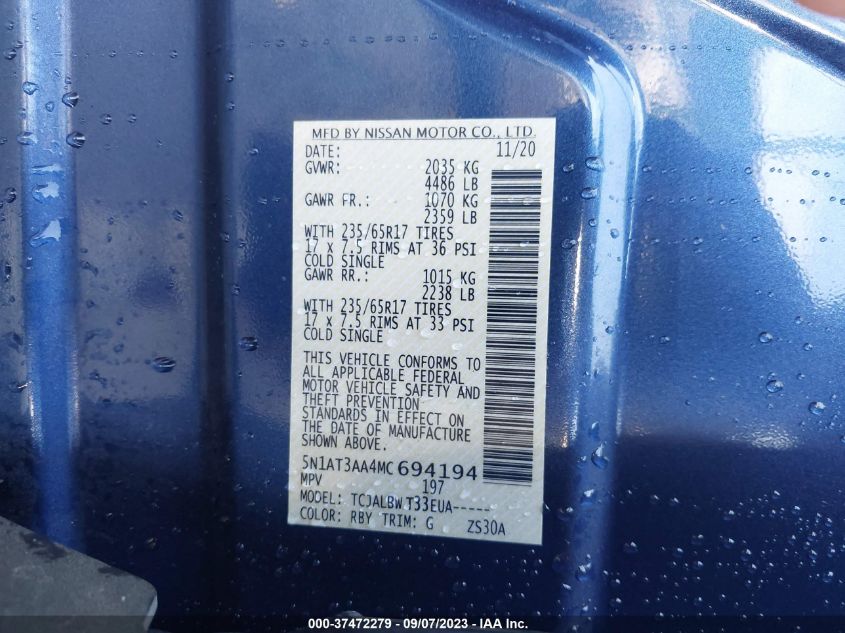 MFD BY NISSAN MOTOR CO., LTD.
DATE: 11/20
GVWR: 2035 KG
4486 LB
GAWR FR.: 1070 KG
2359 LB
WITH 235/65R17 TIRES
17 x 7.5 RIMS AT 36 PSI
COLD SINGLE
GAWR RR.: 1015 KG
2238 LB
WITH 235/65R17 TIRES
17 x 7.5 RIMS AT 33 PSI
COLD SINGLE
THIS VEHICLE CONFORMS TO
ALL APPLICABLE FEDERAL
MOTOR VEHICLE SAFETY AND
THEFT PREVENTION
STANDARDS IN EFFECT ON
THE DATE OF MANUFACTURE
SHOWN ABOVE.
5N1AT3AA4MC694194
MPV 197
MODEL: TCJALBWT33EUA-----
COLOR: RBY TRIM: G ZS30A
000-37472279 - 09/07/2023 - IAA Inc.